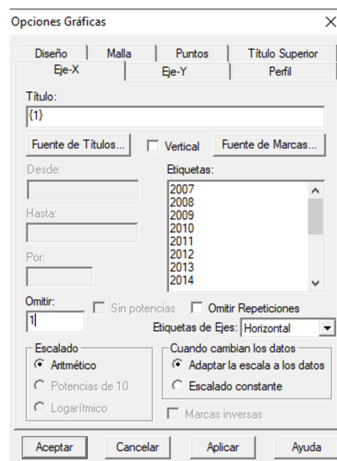 Opciones Gráficas
Diseño Malla Puntos Título Superior
Eje-X Eje-Y Perfil
Título:
{1}
Fuente de Títulos... Vertical Fuente de Marcas...
Desde:
Etiquetas:
2007
2008
2009
2010
2011
2012
2013
2014
Hasta:
Por:
Omitir:
1
Sin potencias Omitir Repeticiones
Etiquetas de Ejes: Horizontal
Escalado
Aritmético
Potencias de 10
Logarítmico
Cuando cambian los datos
Adaptar la escala a los datos
Escalado constante
Marcas inversas
Aceptar Cancelar Aplicar Ayuda